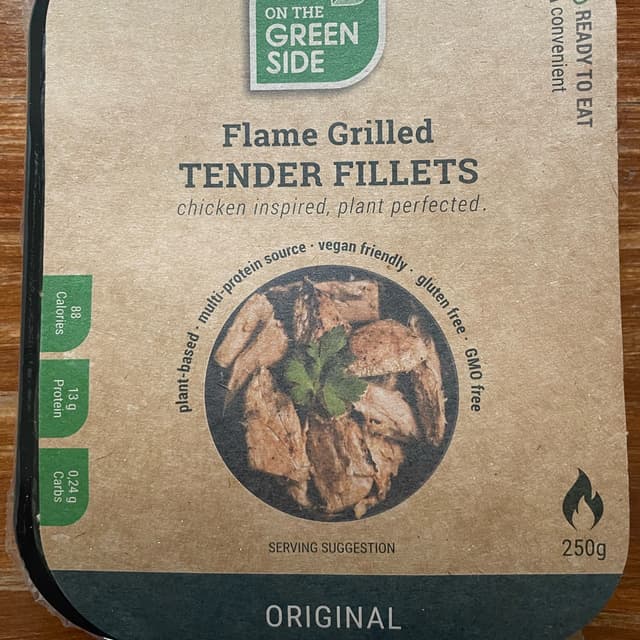 ON THE
GREEN
SIDE
READY TO EAT
convenient
Flame Grilled
TENDER FILLETS
chicken inspired, plant perfected.
plant-based · multi-protein source · vegan friendly · gluten free · GMO free
88
Calories
13 g
Protein
0,24 g
Carbs
SERVING SUGGESTION
250g
ORIGINAL